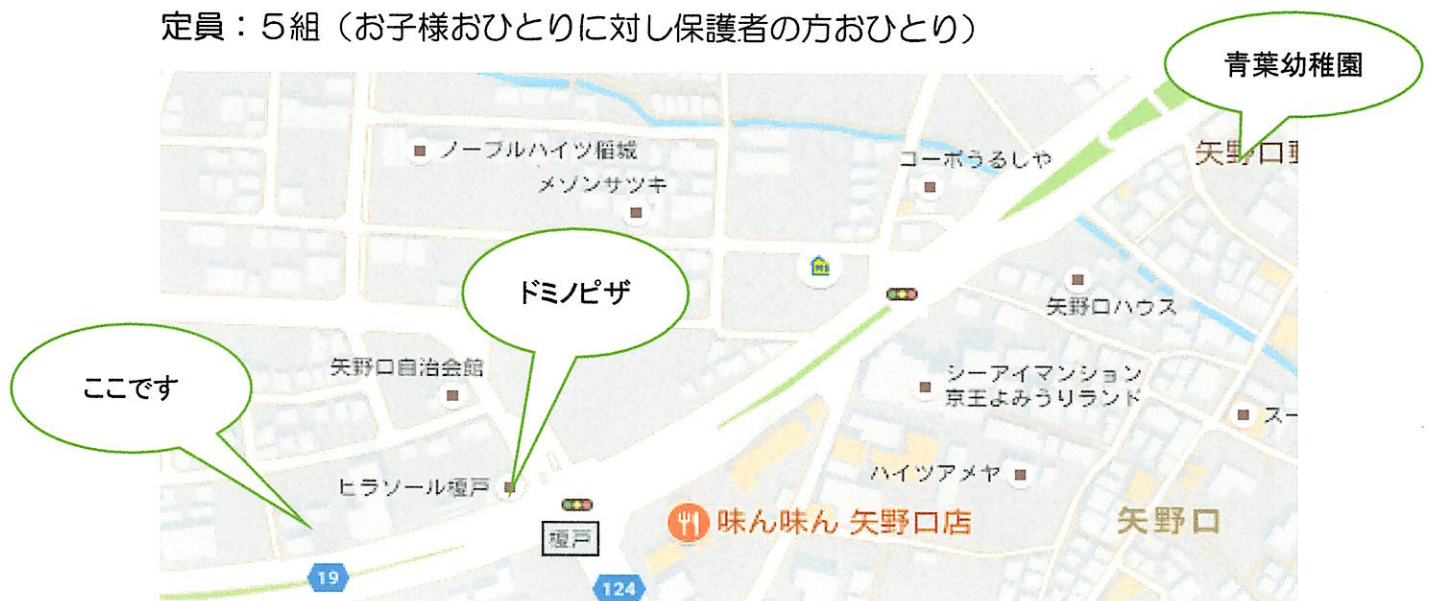 定員：５組（お子様おひとりに対し保護者の方おひとり）
青葉幼稚園
ノーブルハイツ稲城
メゾンサツキ
コーポうるしや
矢野口
ドミノピザ
矢野口ハウス
ここです
矢野口自治会館
シーアイマンション
京王よみうりランド
スー
ヒラソール榎戸
ハイツアメヤ
榎戸
味ん味ん 矢野口店
矢野口
19
124